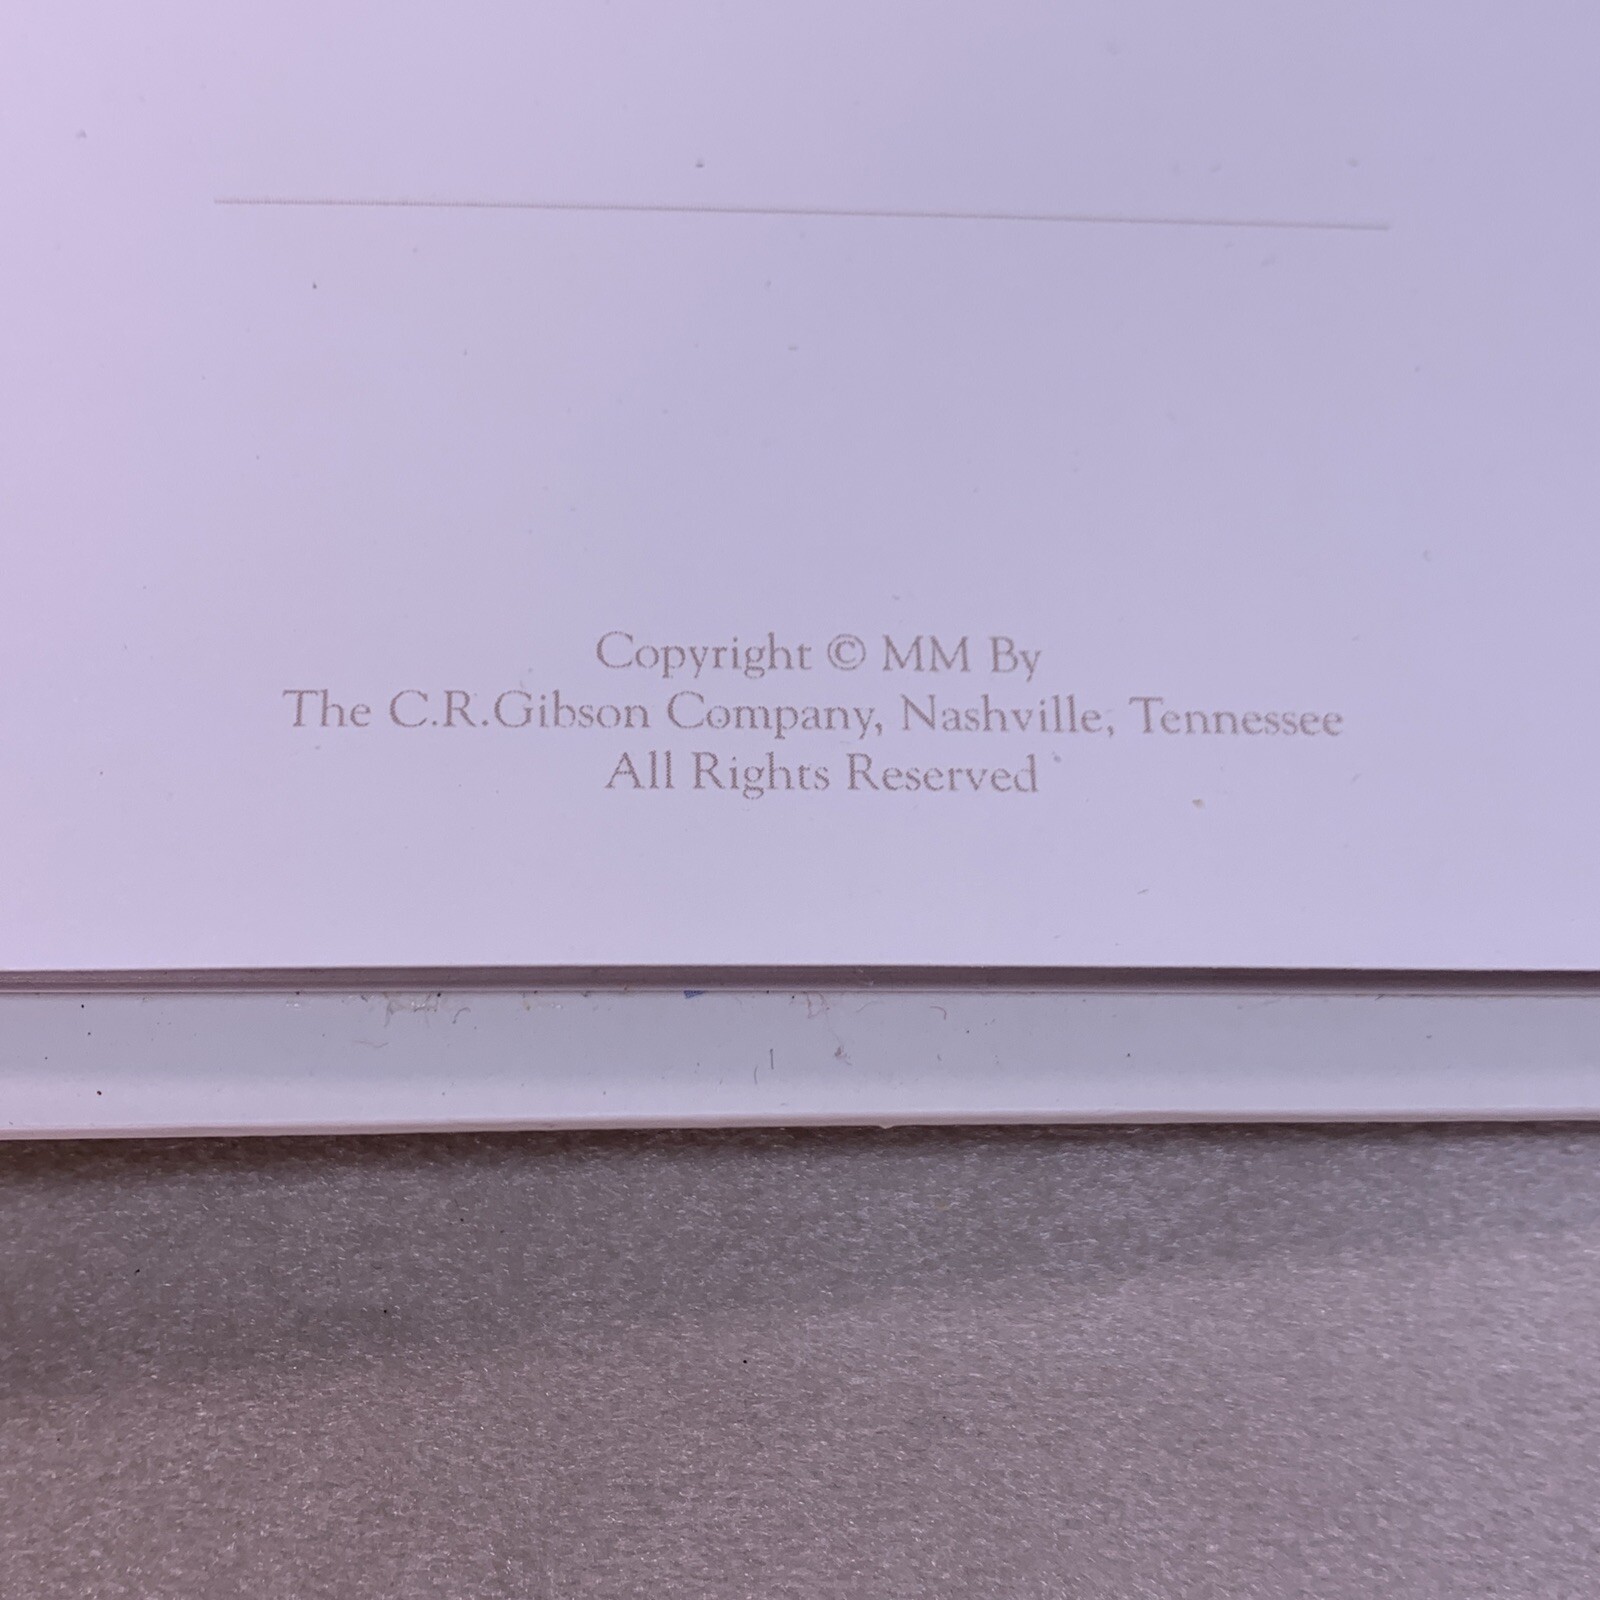 Copyright © MM By
The C.R.Gibson Company, Nashville, Tennessee
All Rights Reserved